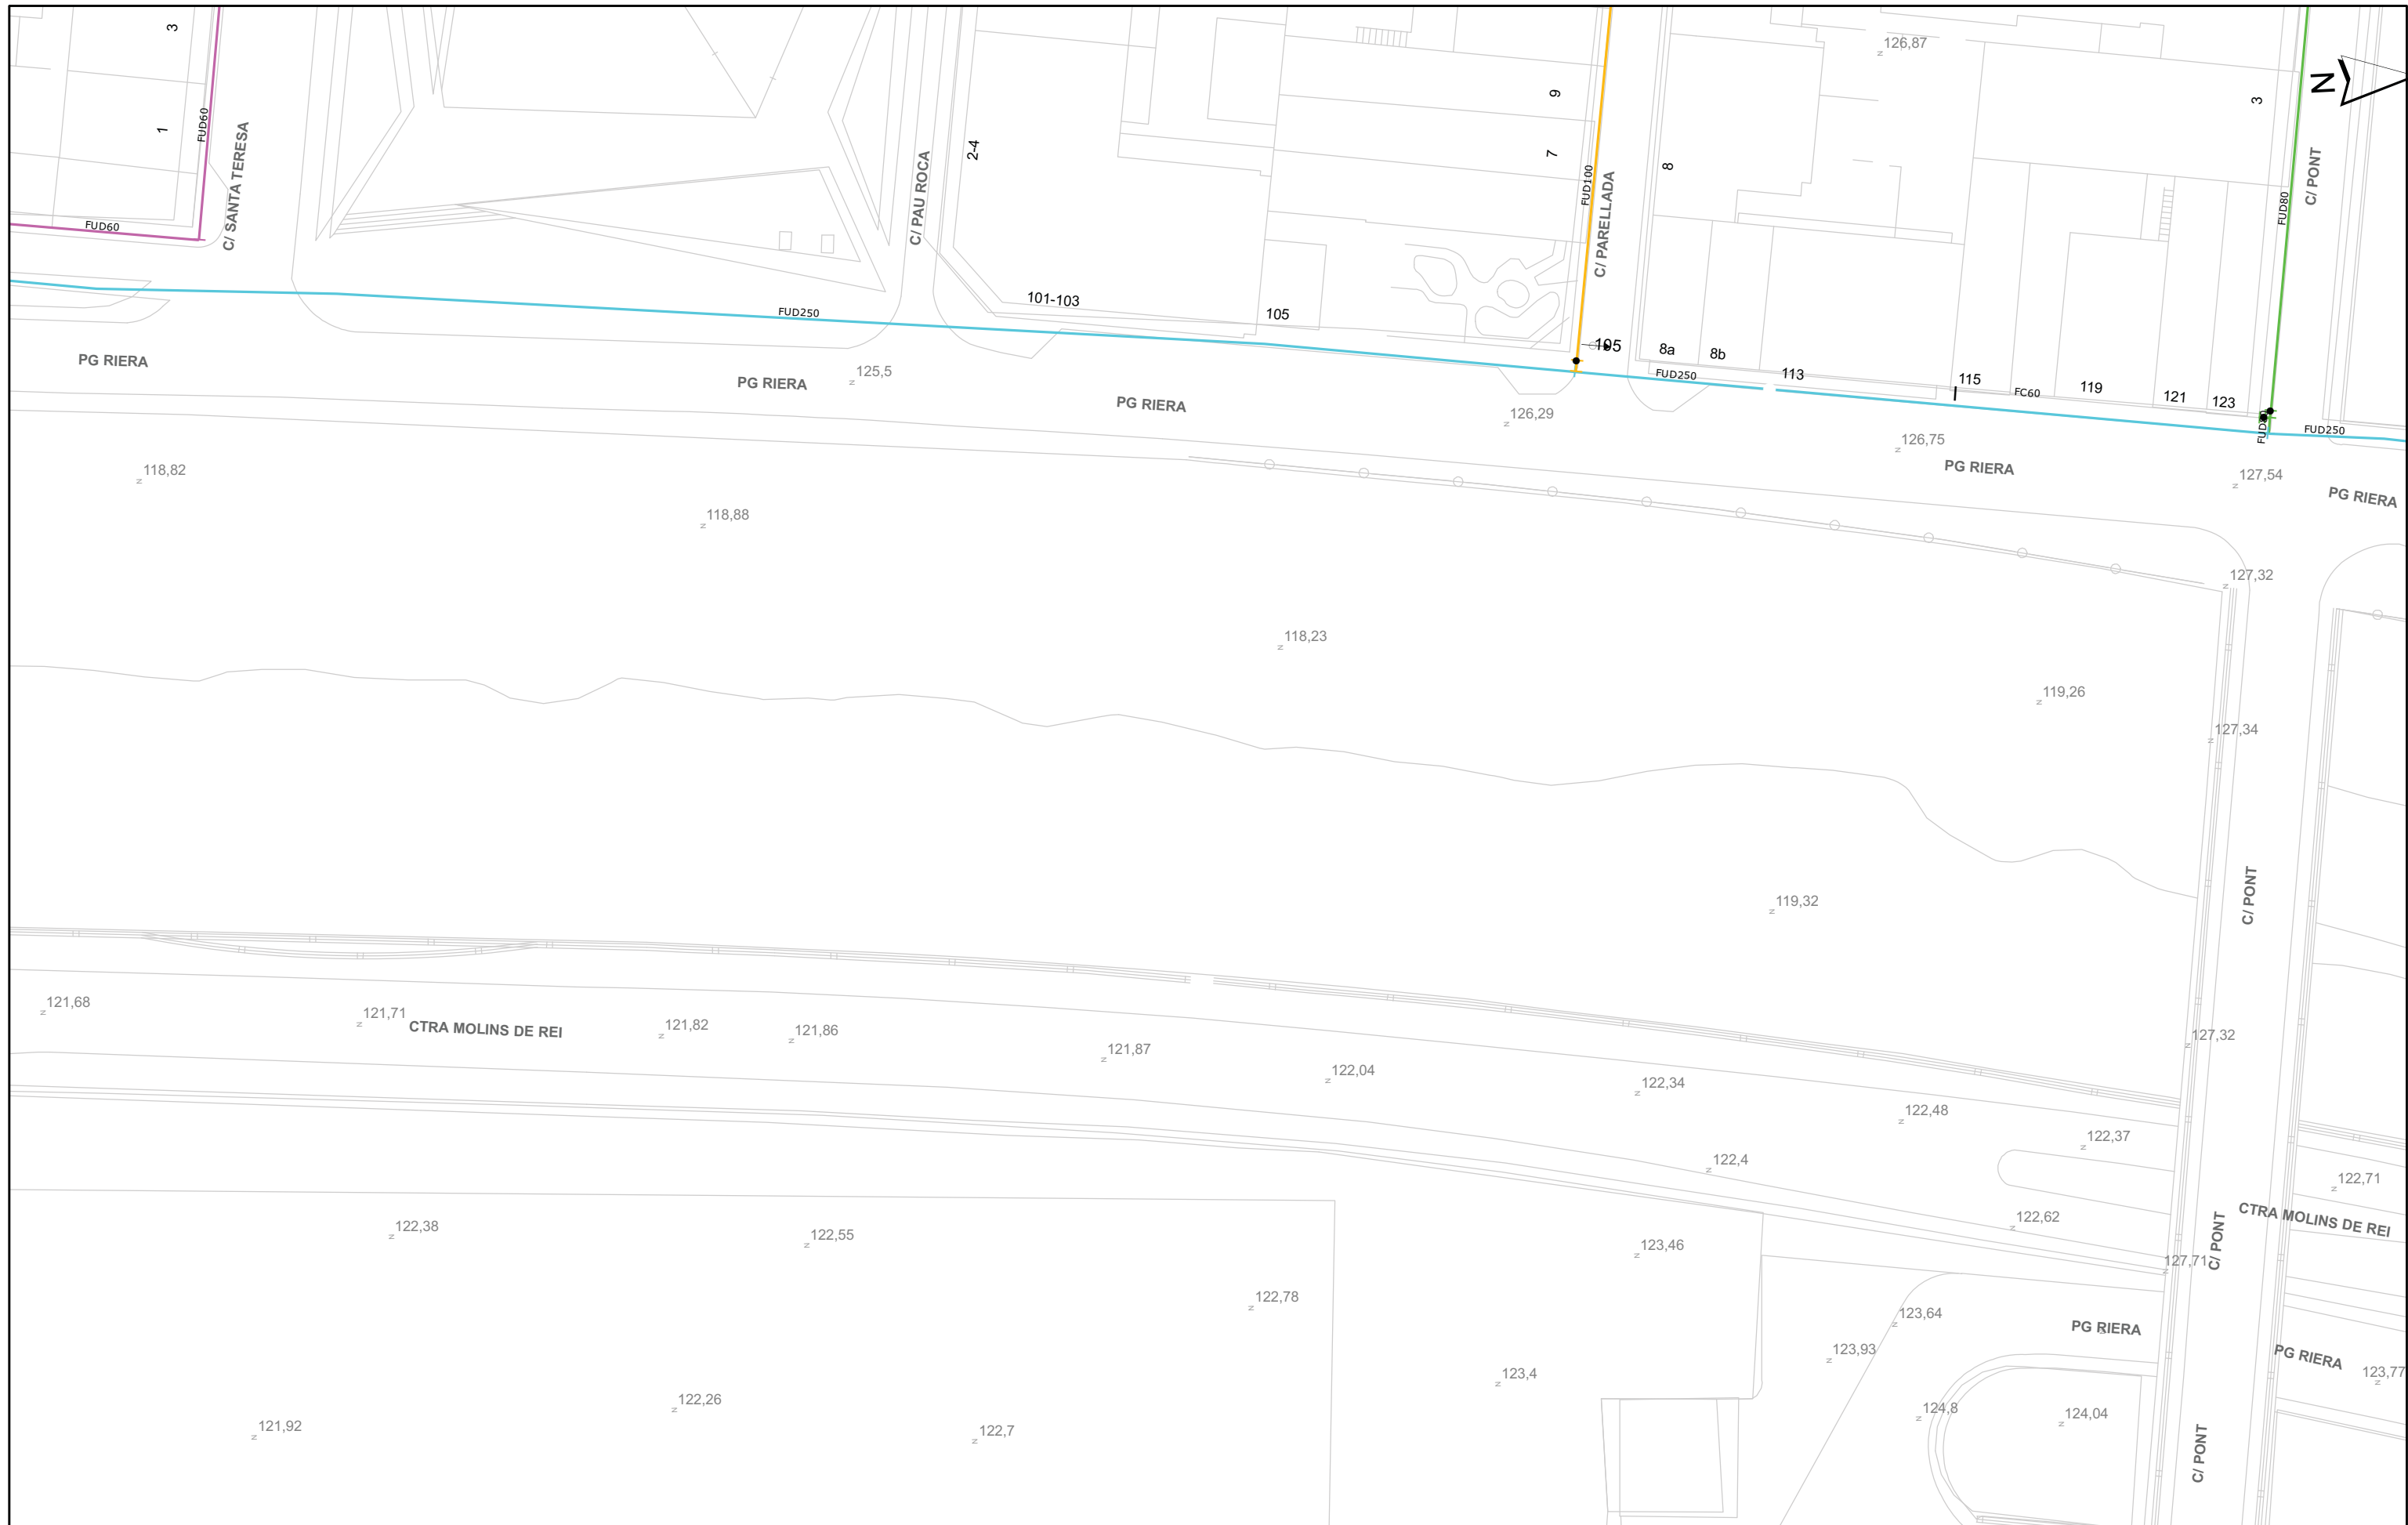 3
126,87
N
9
3
1
FUD60
C/ SANTA TERESA
2-4
C/ PAU ROCA
7
FUD100
C/ PARELLADA
8
FUD80
C/ PONT
FUD60
101-103
105
FUD250
195
8a
8b
FUD250
113
115
FC60
119
121
123
FUD250
PG RIERA
PG RIERA
125,5
PG RIERA
126,29
126,75
PG RIERA
127,54
PG RIERA
118,82
118,88
127,32
118,23
119,26
127,34
119,32
C/ PONT
121,68
121,71
CTRA MOLINS DE REI
121,82
121,86
121,87
122,04
122,34
127,32
122,48
122,37
122,4
122,71
122,38
122,55
123,46
122,62
C/ PONT
CTRA MOLINS DE REI
127,71
122,78
123,64
PG RIERA
123,4
123,93
PG RIERA
123,77
122,26
121,92
122,7
124,8
124,04
C/ PONT